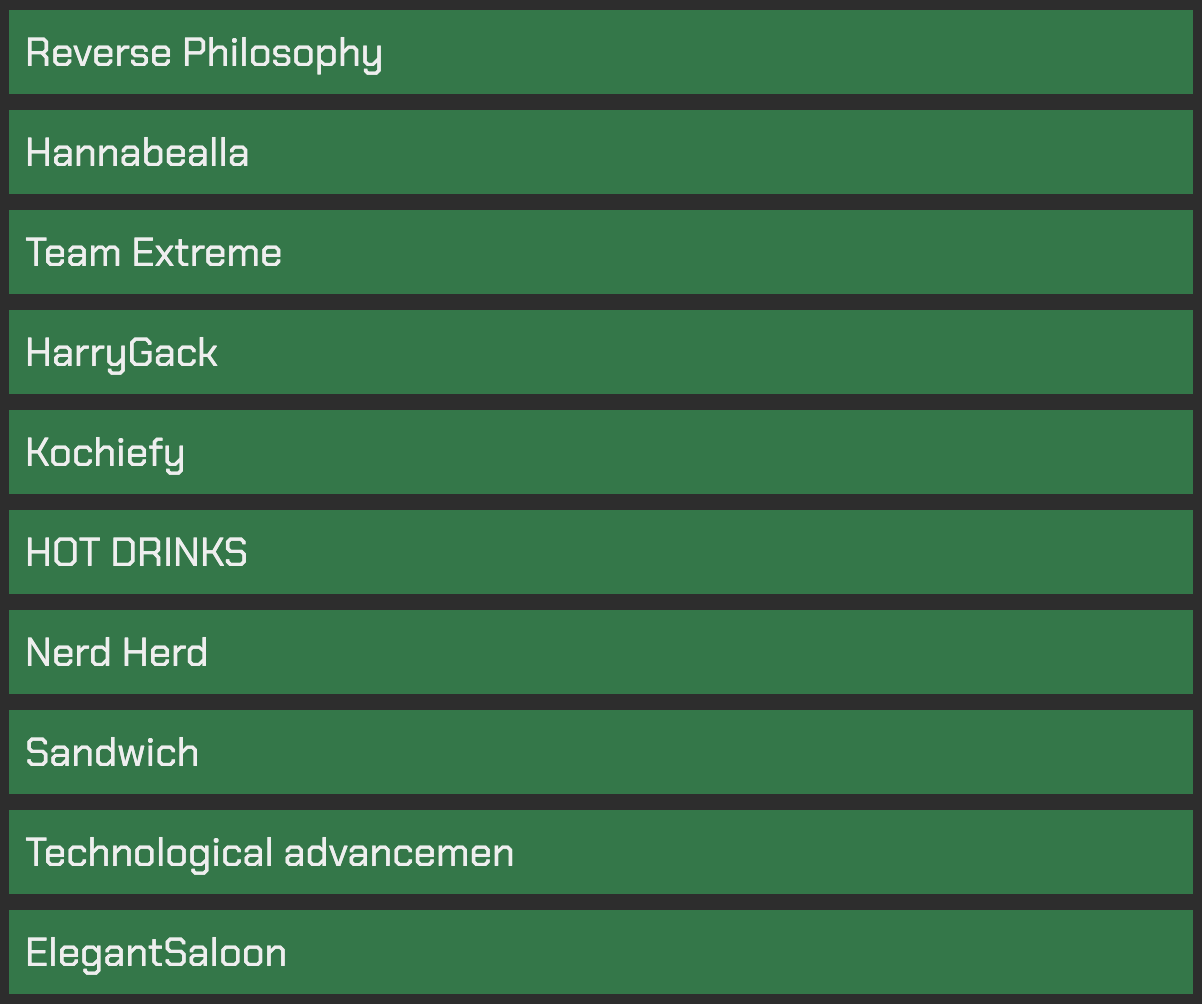 Reverse Philosophy
Hannabealla
Team Extreme
HarryGack
Kochiefy
HOT DRINKS
Nerd Herd
Sandwich
Technological advancemen
ElegantSaloon